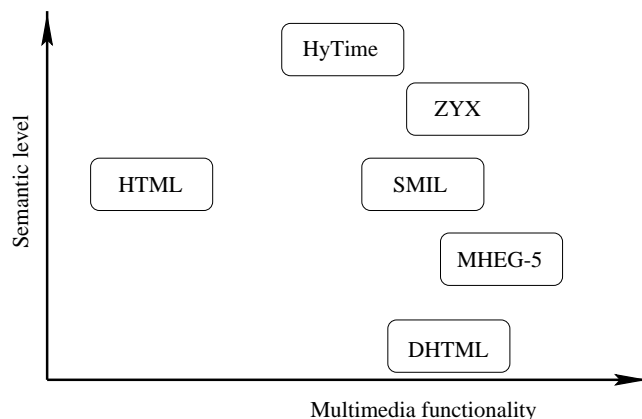 HyTime
ZYX
HTML
SMIL
MHEG-5
DHTML
Semantic level
Multimedia functionality